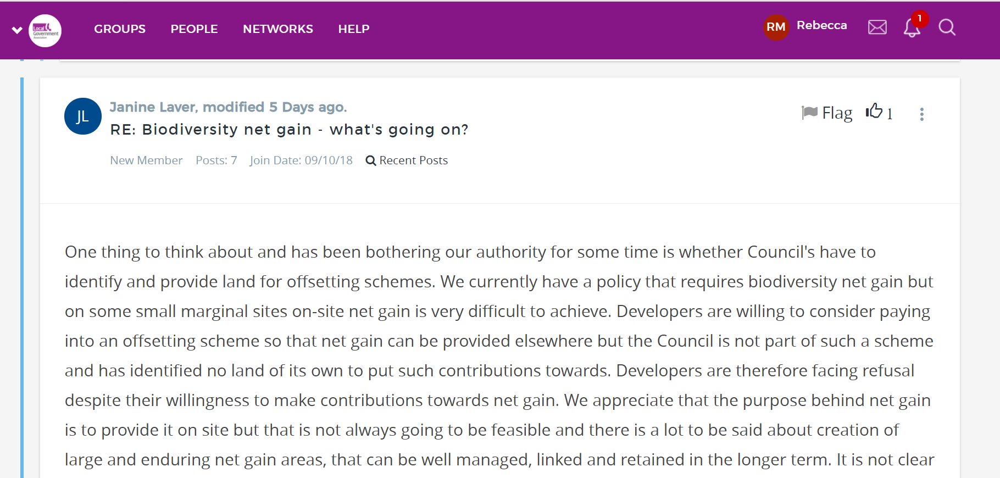 Local
Government
Association
GROUPS PEOPLE NETWORKS HELP
RM Rebecca 1
JL
Janine Laver, modified 5 Days ago.
RE: Biodiversity net gain - what's going on?
Flag 1
New Member Posts: 7 Join Date: 09/10/18 Recent Posts
One thing to think about and has been bothering our authority for some time is whether Council's have to
identify and provide land for offsetting schemes. We currently have a policy that requires biodiversity net gain but
on some small marginal sites on-site net gain is very difficult to achieve. Developers are willing to consider paying
into an offsetting scheme so that net gain can be provided elsewhere but the Council is not part of such a scheme
and has identified no land of its own to put such contributions towards. Developers are therefore facing refusal
despite their willingness to make contributions towards net gain. We appreciate that the purpose behind net gain
is to provide it on site but that is not always going to be feasible and there is a lot to be said about creation of
large and enduring net gain areas, that can be well managed, linked and retained in the longer term. It is not clear